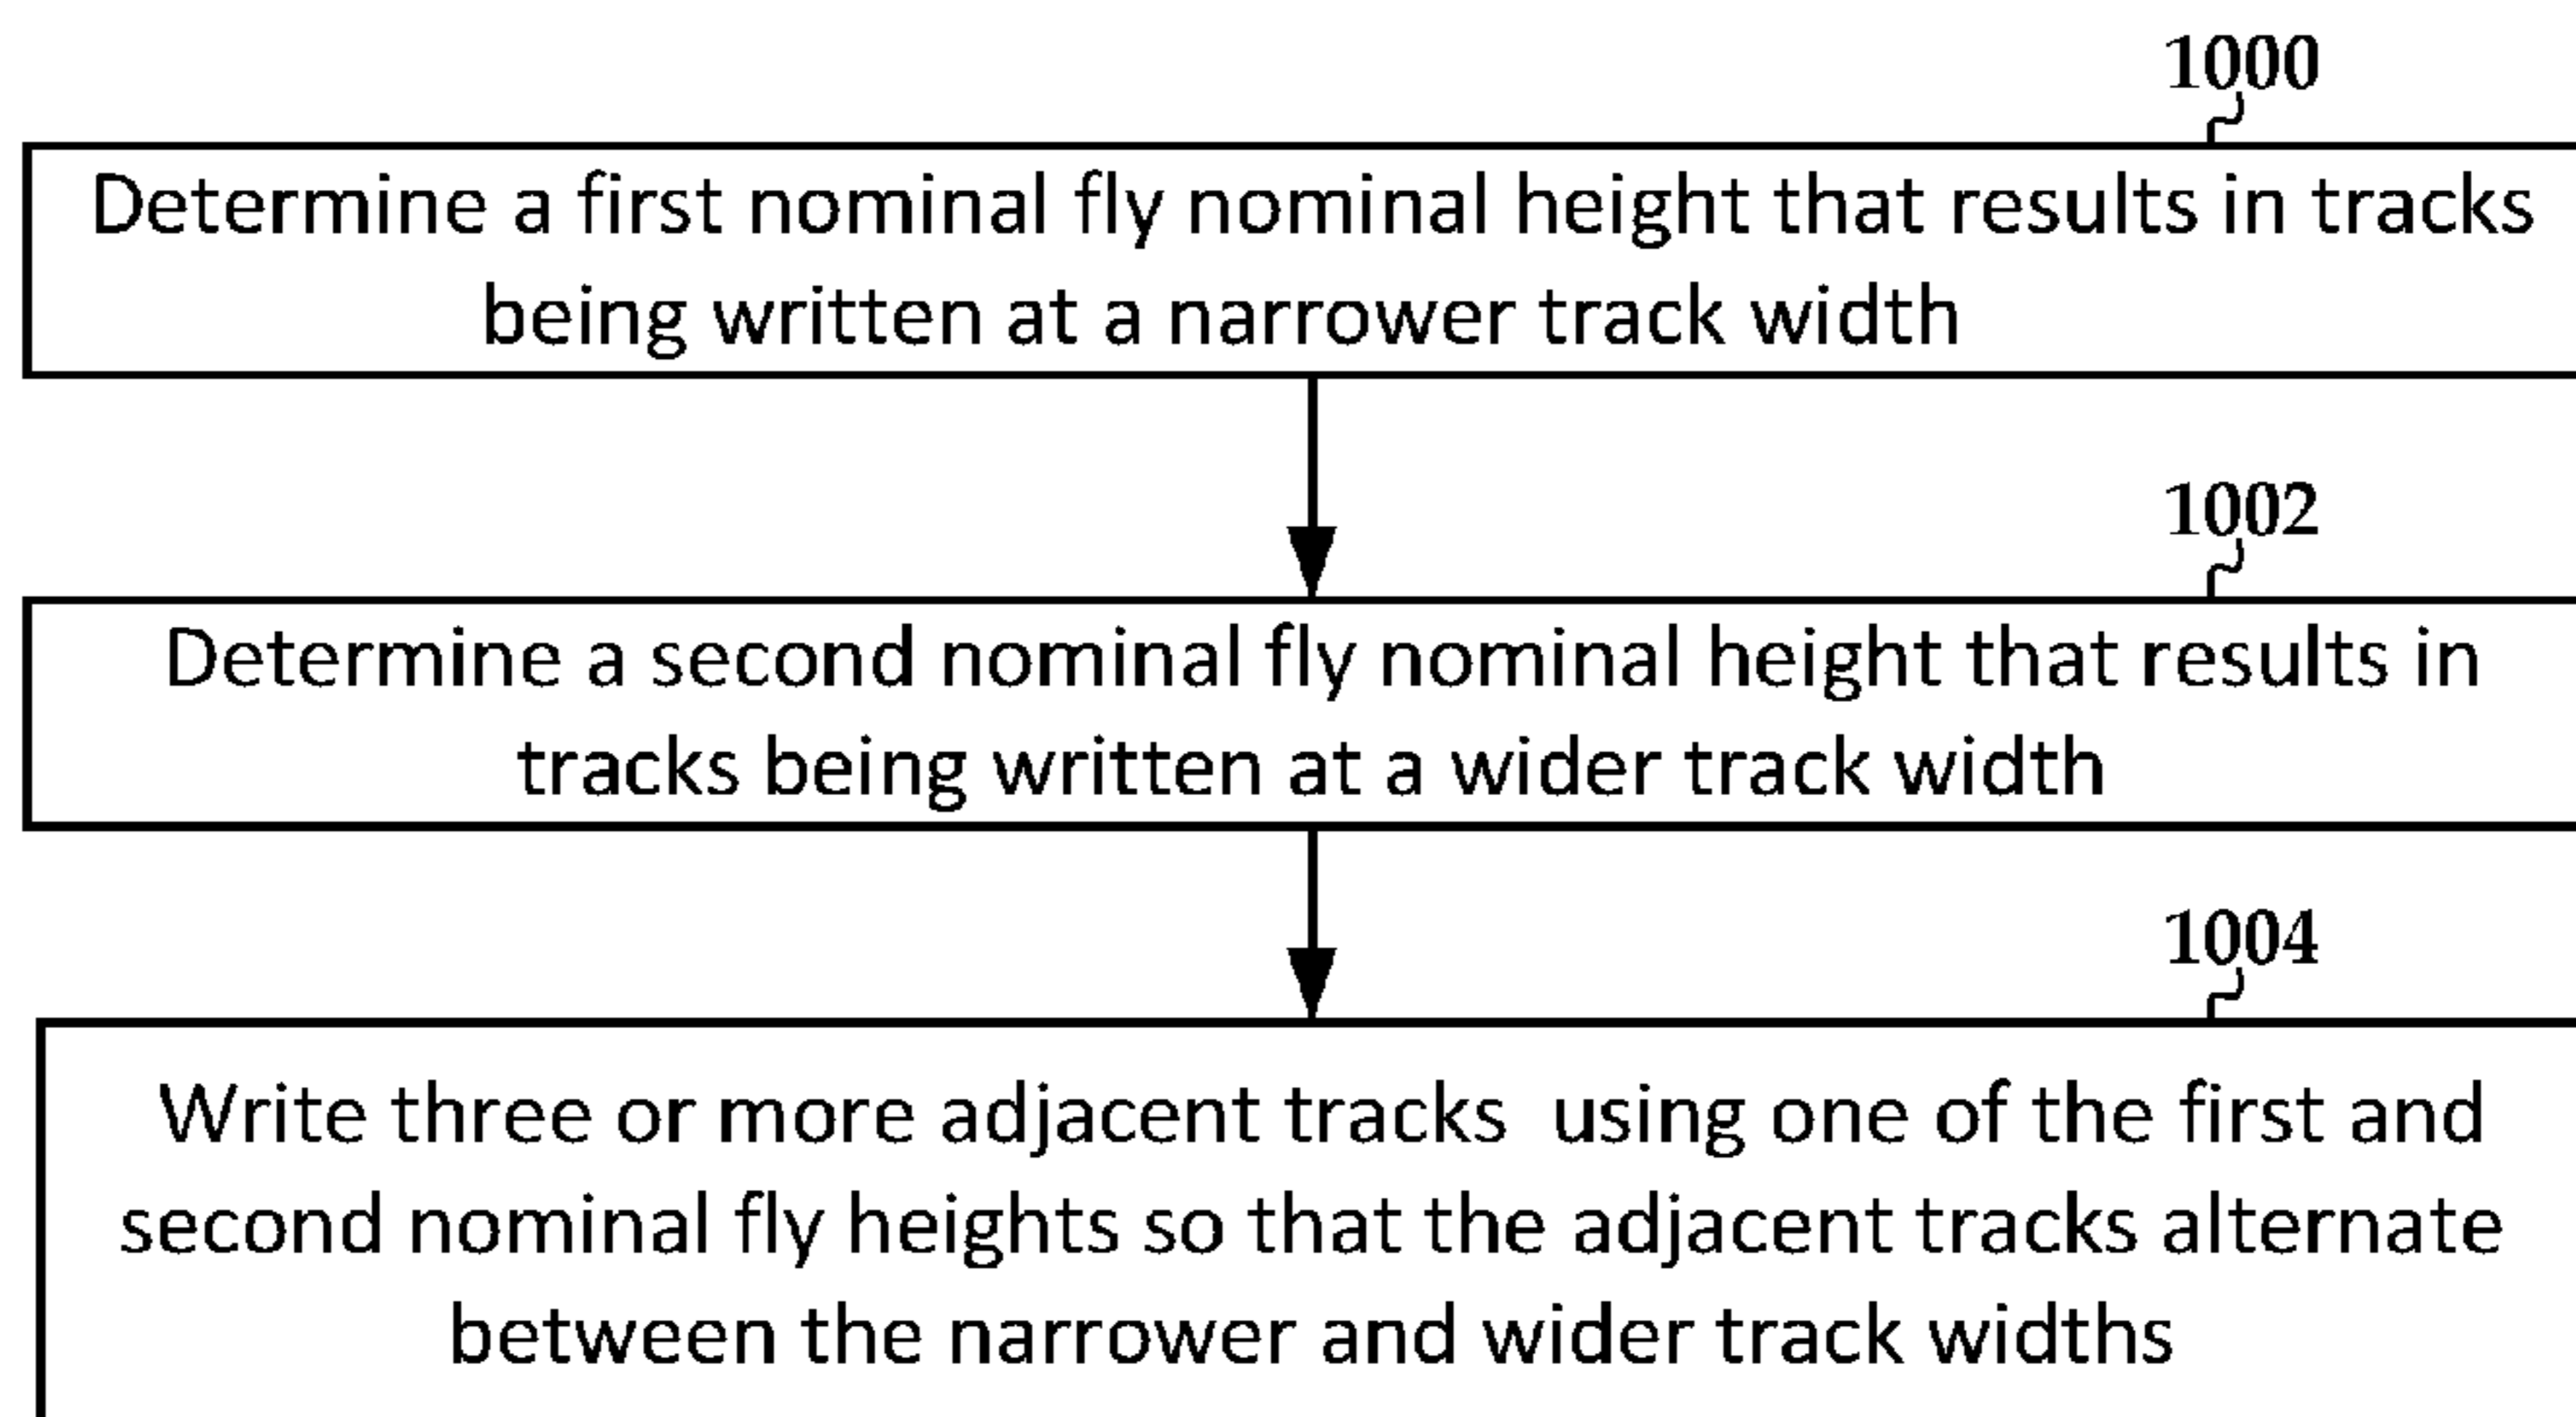 1000
Determine a first nominal fly nominal height that results in tracks
being written at a narrower track width
1002
Determine a second nominal fly nominal height that results in
tracks being written at a wider track width
1004
Write three or more adjacent tracks  using one of the first and
second nominal fly heights so that the adjacent tracks alternate
between the narrower and wider track widths